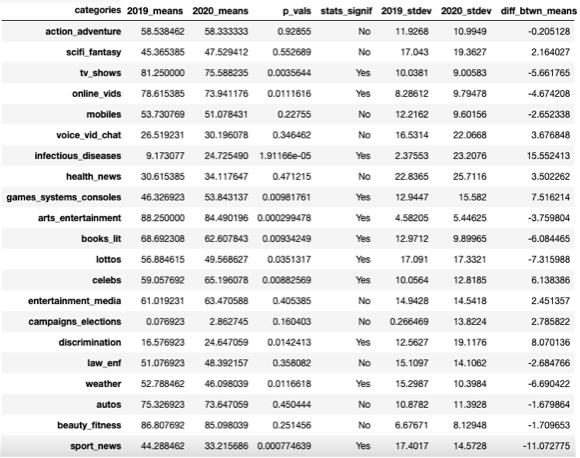 categories 2019_means 2020_means p_vals stats_signif 2019_stdev 2020_stdev diff_btwn_means
action_adventure 58.538462 58.333333 0.92855 No 11.9268 10.9949 -0.205128
scifi_fantasy 45.365385 47.529412 0.552689 No 17.043 19.3627 2.164027
tv_shows 81.250000 75.588235 0.0035644 Yes 10.0381 9.00583 -5.661765
online_vids 78.615385 73.941176 0.0111616 Yes 8.28612 9.79478 -4.674208
mobiles 53.730769 51.078431 0.22755 No 12.2162 9.60156 -2.652338
voice_vid_chat 26.519231 30.196078 0.346462 No 16.5314 22.0668 3.676848
infectious_diseases 9.173077 24.725490 1.91166e-05 Yes 2.37553 23.2076 15.552413
health_news 30.615385 34.117647 0.471215 No 22.8365 25.7116 3.502262
games_systems_consoles 46.326923 53.843137 0.00981761 Yes 12.9447 15.582 7.516214
arts_entertainment 88.250000 84.490196 0.000299478 Yes 4.58205 5.44625 -3.759804
books_lit 68.692308 62.607843 0.00934249 Yes 12.9712 9.89965 -6.084465
lottos 56.884615 49.568627 0.0351317 Yes 17.091 17.3321 -7.315988
celebs 59.057692 65.196078 0.00882569 Yes 10.0564 12.8185 6.138386
entertainment_media 61.019231 63.470588 0.405385 No 14.9428 14.5418 2.451357
campaigns_elections 0.076923 2.862745 0.160403 No 0.266469 13.8224 2.785822
discrimination 16.576923 24.647059 0.0142413 Yes 12.5627 19.1176 8.070136
law_enf 51.076923 48.392157 0.358082 No 15.1097 14.1062 -2.684766
weather 52.788462 46.098039 0.0116618 Yes 15.2987 10.3984 -6.690422
autos 75.326923 73.647059 0.450444 No 10.8782 11.3928 -1.679864
beauty_fitness 86.807692 85.098039 0.251456 No 6.67671 8.12948 -1.709653
sport_news 44.288462 33.215686 0.000774639 Yes 17.4017 14.5728 -11.072775